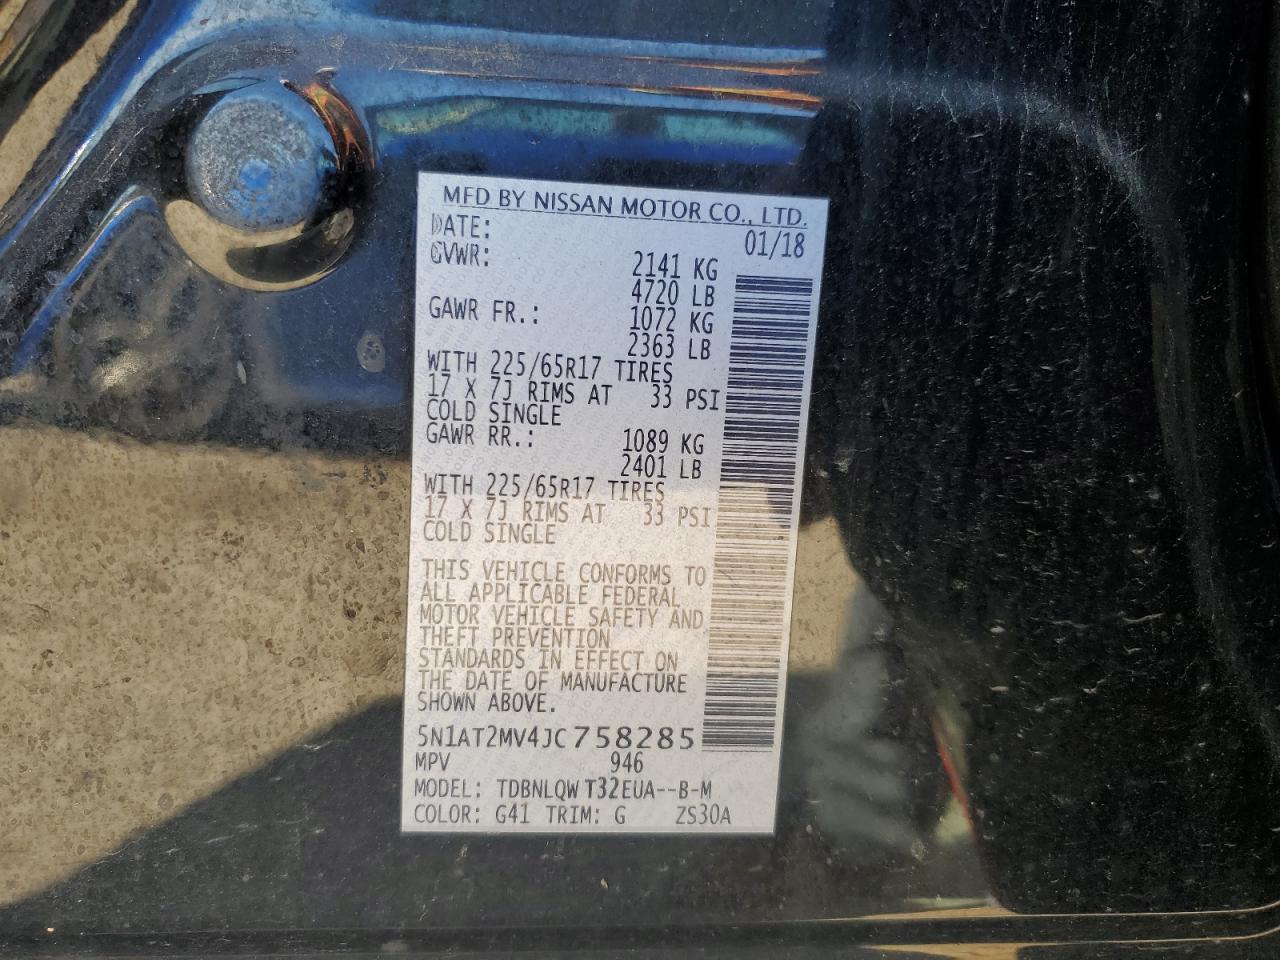 MFD BY NISSAN MOTOR CO., LTD.
DATE: 01/18
GVWR: 2141 KG
4720 LB
GAWR FR.: 1072 KG
2363 LB
WITH 225/65R17 TIRES
17 X 7J RIMS AT 33 PSI
COLD SINGLE
GAWR RR.: 1089 KG
2401 LB
WITH 225/65R17 TIRES
17 X 7J RIMS AT 33 PSI
COLD SINGLE
THIS VEHICLE CONFORMS TO
ALL APPLICABLE FEDERAL
MOTOR VEHICLE SAFETY AND
THEFT PREVENTION
STANDARDS IN EFFECT ON
THE DATE OF MANUFACTURE
SHOWN ABOVE.
5N1AT2MV4JC758285
MPV 946
MODEL: TDBNLQW T32EUA--B-M
COLOR: G41 TRIM: G ZS30A